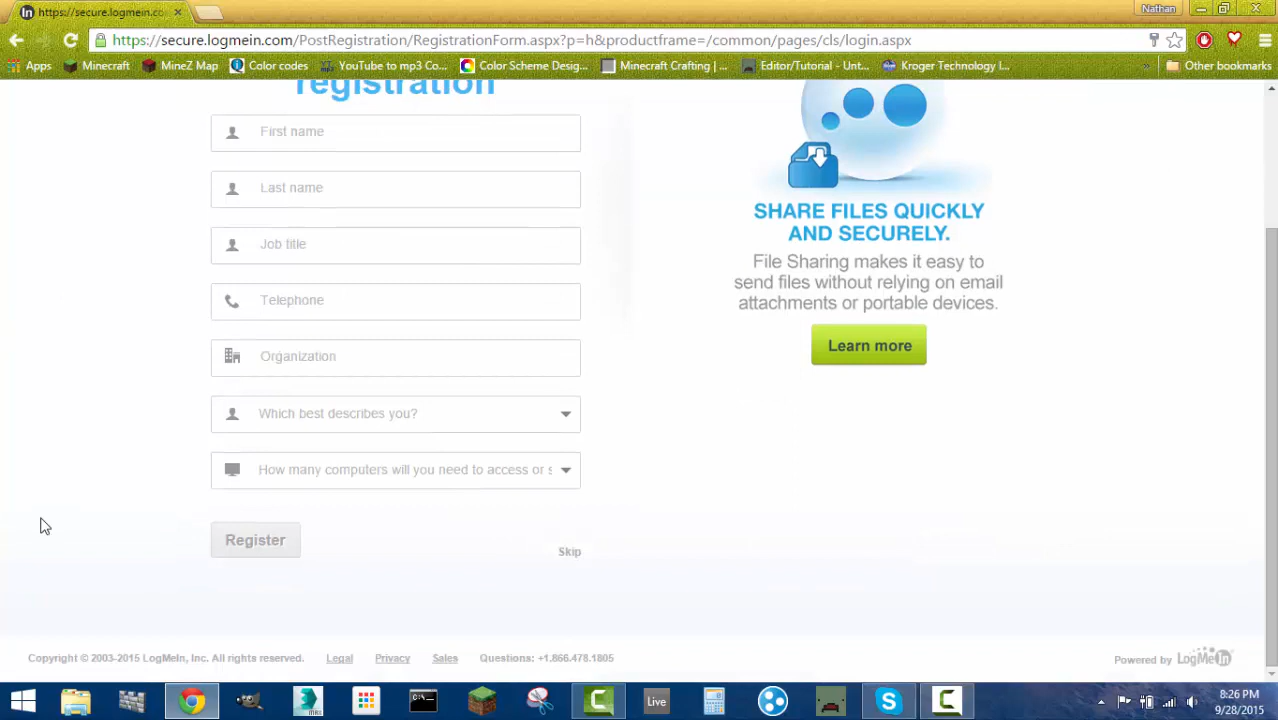 https://secure.logmein.co
Nathan
https://secure.logmein.com/PostRegistration/RegistrationForm.aspx?p=h&productframe=/common/pages/cls/login.aspx
Apps Minecraft MineZ Map Color codes YouTube to mp3 Co... Color Scheme Desig... Minecraft Crafting | ... Editor/Tutorial - Unt... Kroger Technology I... » Other bookmarks
registration
First name
Last name
Job title
Telephone
Organization
Which best describes you?
How many computers will you need to access or s
Register
Skip
SHARE FILES QUICKLY
AND SECURELY.
File Sharing makes it easy to
send files without relying on email
attachments or portable devices.
Learn more
Copyright © 2003-2015 LogMeIn, Inc. All rights reserved. Legal Privacy Sales Questions: +1.866.478.1805
Powered by LogMeIn
Live
8:26 PM
9/28/2015